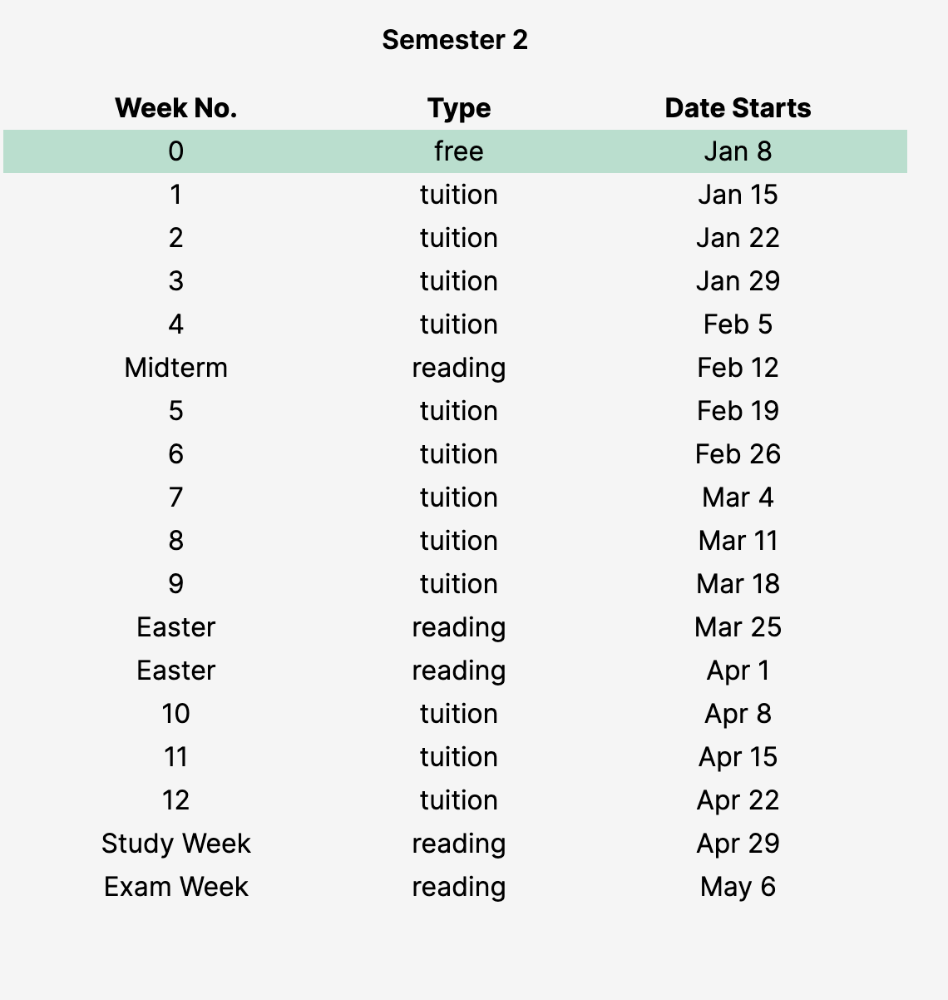 Semester 2
Week No. Type Date Starts
0 free Jan 8
1 tuition Jan 15
2 tuition Jan 22
3 tuition Jan 29
4 tuition Feb 5
Midterm reading Feb 12
5 tuition Feb 19
6 tuition Feb 26
7 tuition Mar 4
8 tuition Mar 11
9 tuition Mar 18
Easter reading Mar 25
Easter reading Apr 1
10 tuition Apr 8
11 tuition Apr 15
12 tuition Apr 22
Study Week reading Apr 29
Exam Week reading May 6